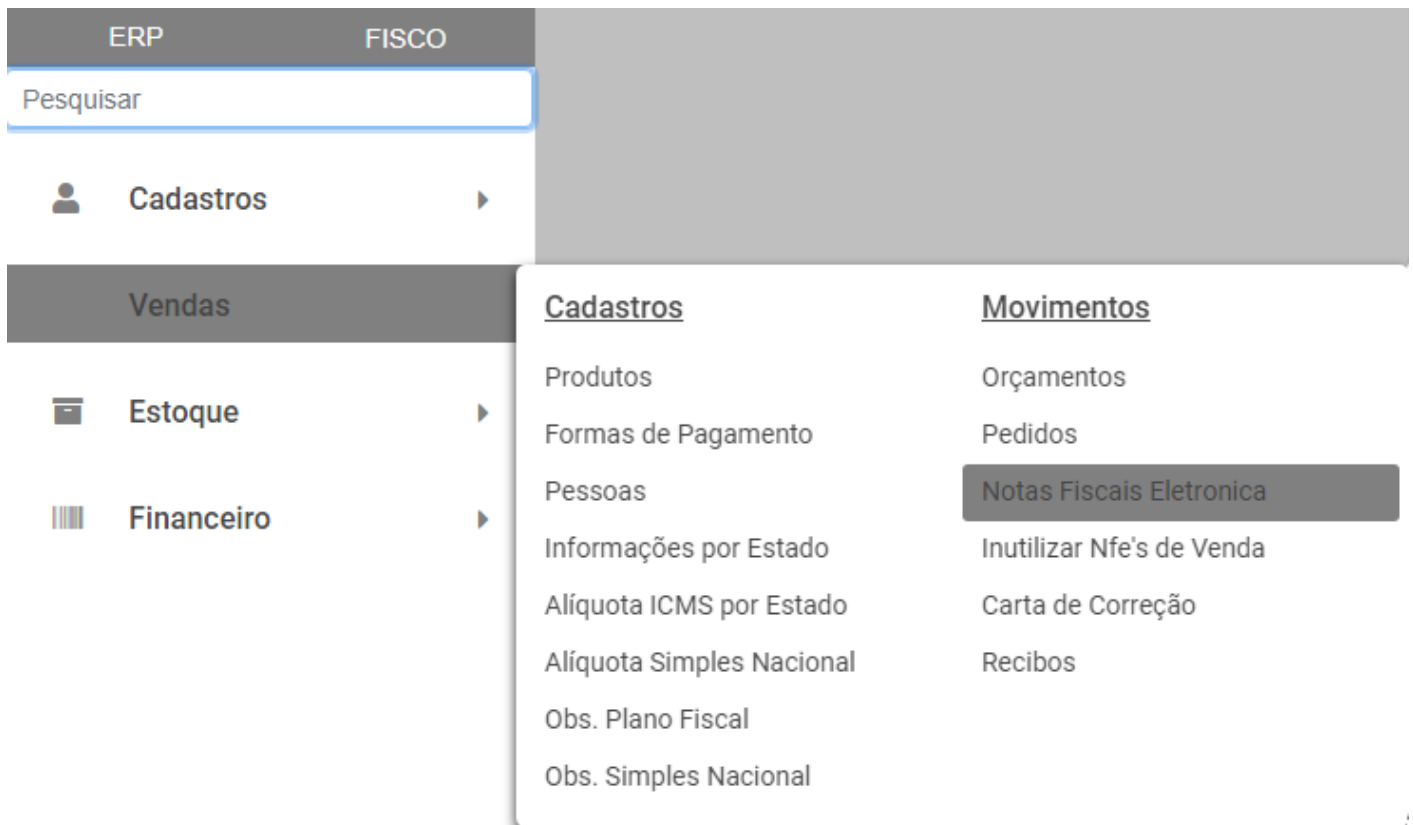 ERP FISCO
Pesquisar
Cadastros
Vendas
Estoque
Financeiro
Cadastros
Produtos
Formas de Pagamento
Pessoas
Informações por Estado
Alíquota ICMS por Estado
Alíquota Simples Nacional
Obs. Plano Fiscal
Obs. Simples Nacional
Movimentos
Orçamentos
Pedidos
Notas Fiscais Eletronica
Inutilizar Nfe's de Venda
Carta de Correção
Recibos